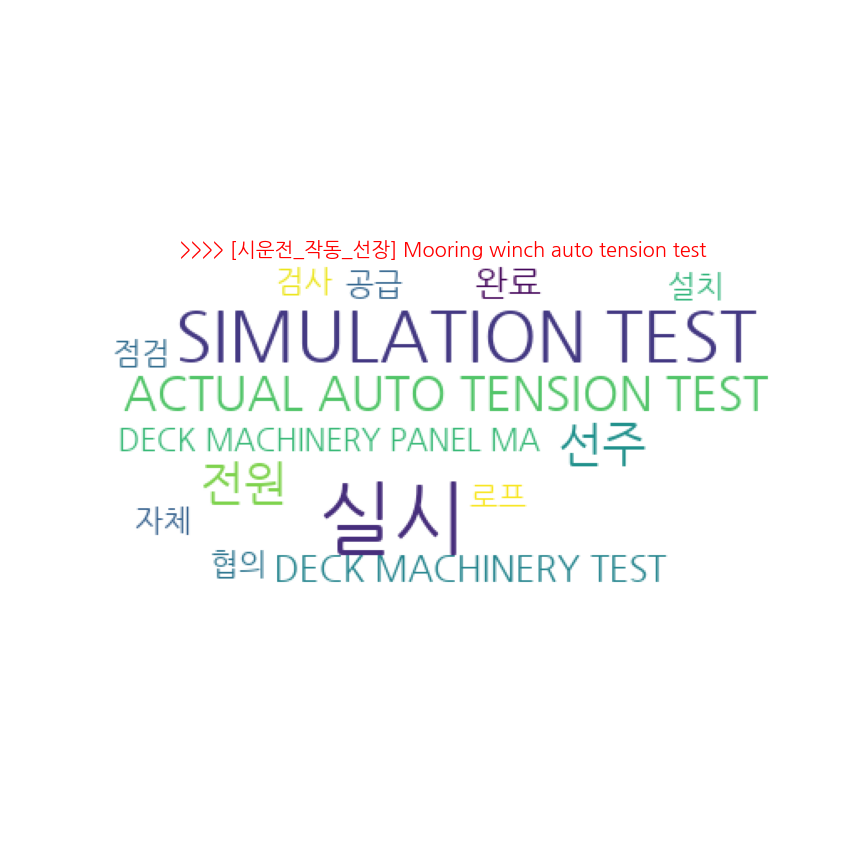 >>>> [시운전_작동_선장] Mooring winch auto tension test
검사 공급 완료 설치
점검 SIMULATION TEST
ACTUAL AUTO TENSION TEST
DECK MACHINERY PANEL MA 선주
전원 실시 로프
자체
협의 DECK MACHINERY TEST